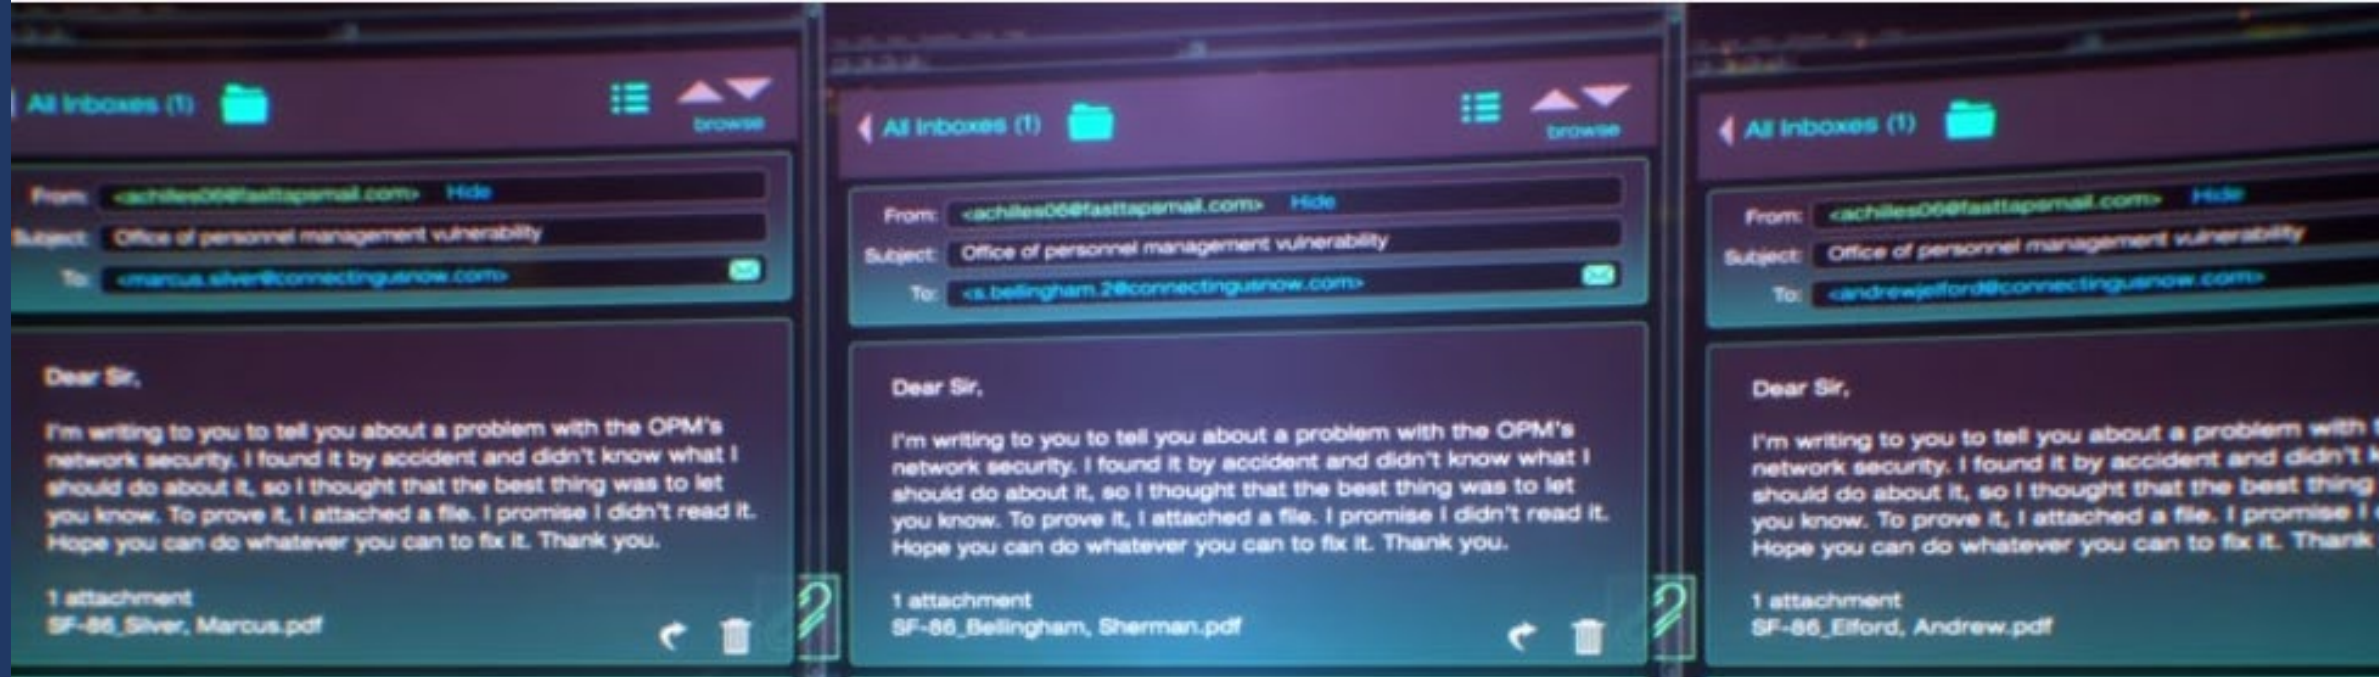 All Inboxes (1)
browse
From: <achilles06@fasttapsmail.com> Hide
Subject: Office of personnel management vulnerability
To: <marcus.silver@connectingusnow.com>
Dear Sir,
I'm writing to you to tell you about a problem with the OPM's
network security. I found it by accident and didn't know what I
should do about it, so I thought that the best thing was to let
you know. To prove it, I attached a file. I promise I didn't read it.
Hope you can do whatever you can to fix it. Thank you.
1 attachment
SF-86_Silver, Marcus.pdf
All Inboxes (1)
browse
From: <achilles06@fasttapsmail.com> Hide
Subject: Office of personnel management vulnerability
To: <s.bellingham.2@connectingusnow.com>
Dear Sir,
I'm writing to you to tell you about a problem with the OPM's
network security. I found it by accident and didn't know what I
should do about it, so I thought that the best thing was to let
you know. To prove it, I attached a file. I promise I didn't read it.
Hope you can do whatever you can to fix it. Thank you.
1 attachment
SF-86_Bellingham, Sherman.pdf
All Inboxes (1)
From: <achilles06@fasttapsmail.com> Hide
Subject: Office of personnel management vulnerability
To: <andrewjelford@connectingusnow.com>
Dear Sir,
I'm writing to you to tell you about a problem with
network security. I found it by accident and didn't
should do about it, so I thought that the best thing
you know. To prove it, I attached a file. I promise I
Hope you can do whatever you can to fix it. Thank
1 attachment
SF-86_Elford, Andrew.pdf